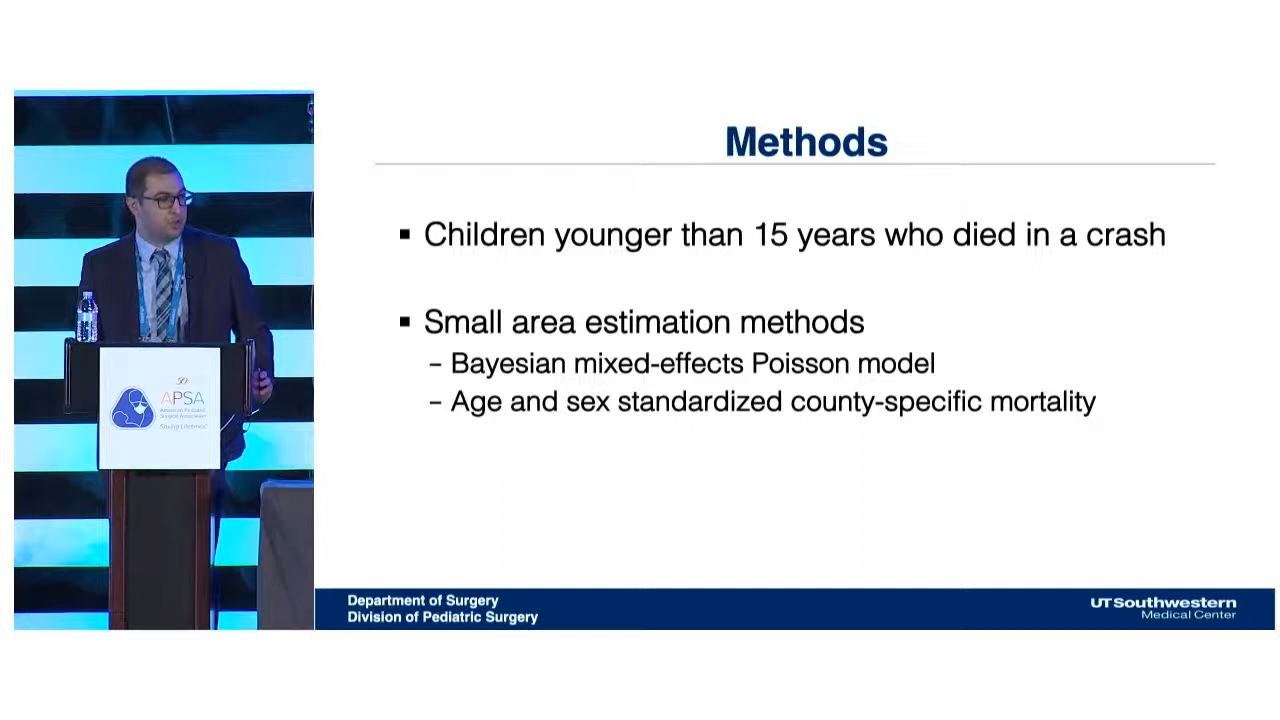 Methods
▪ Children younger than 15 years who died in a crash
▪ Small area estimation methods
– Bayesian mixed-effects Poisson model
– Age and sex standardized county-specific mortality
50
APSA
American Pediatric
Surgical Association
Saving Lifetimes
Department of Surgery
Division of Pediatric Surgery
UTSouthwestern
Medical Center